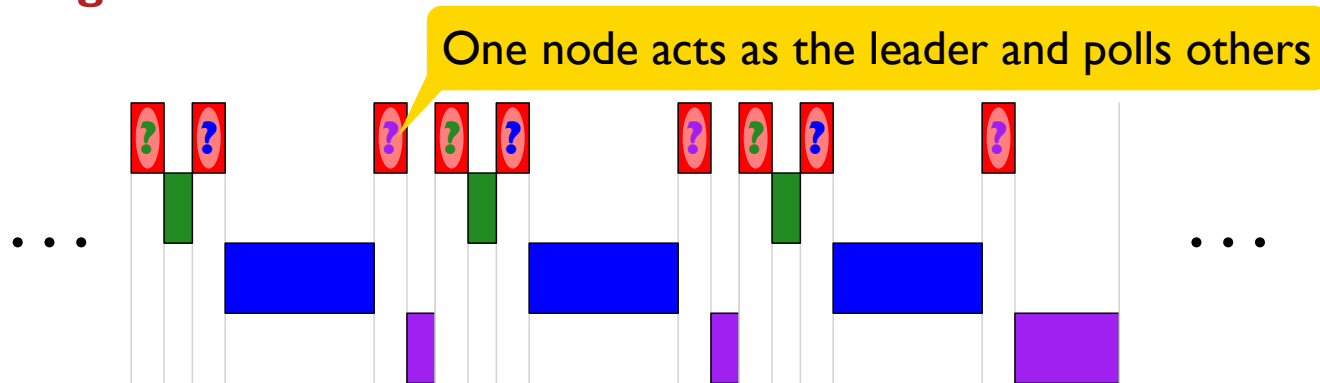 One node acts as the leader and polls others
? ? ? ? ? ? ? ? ?
... ...